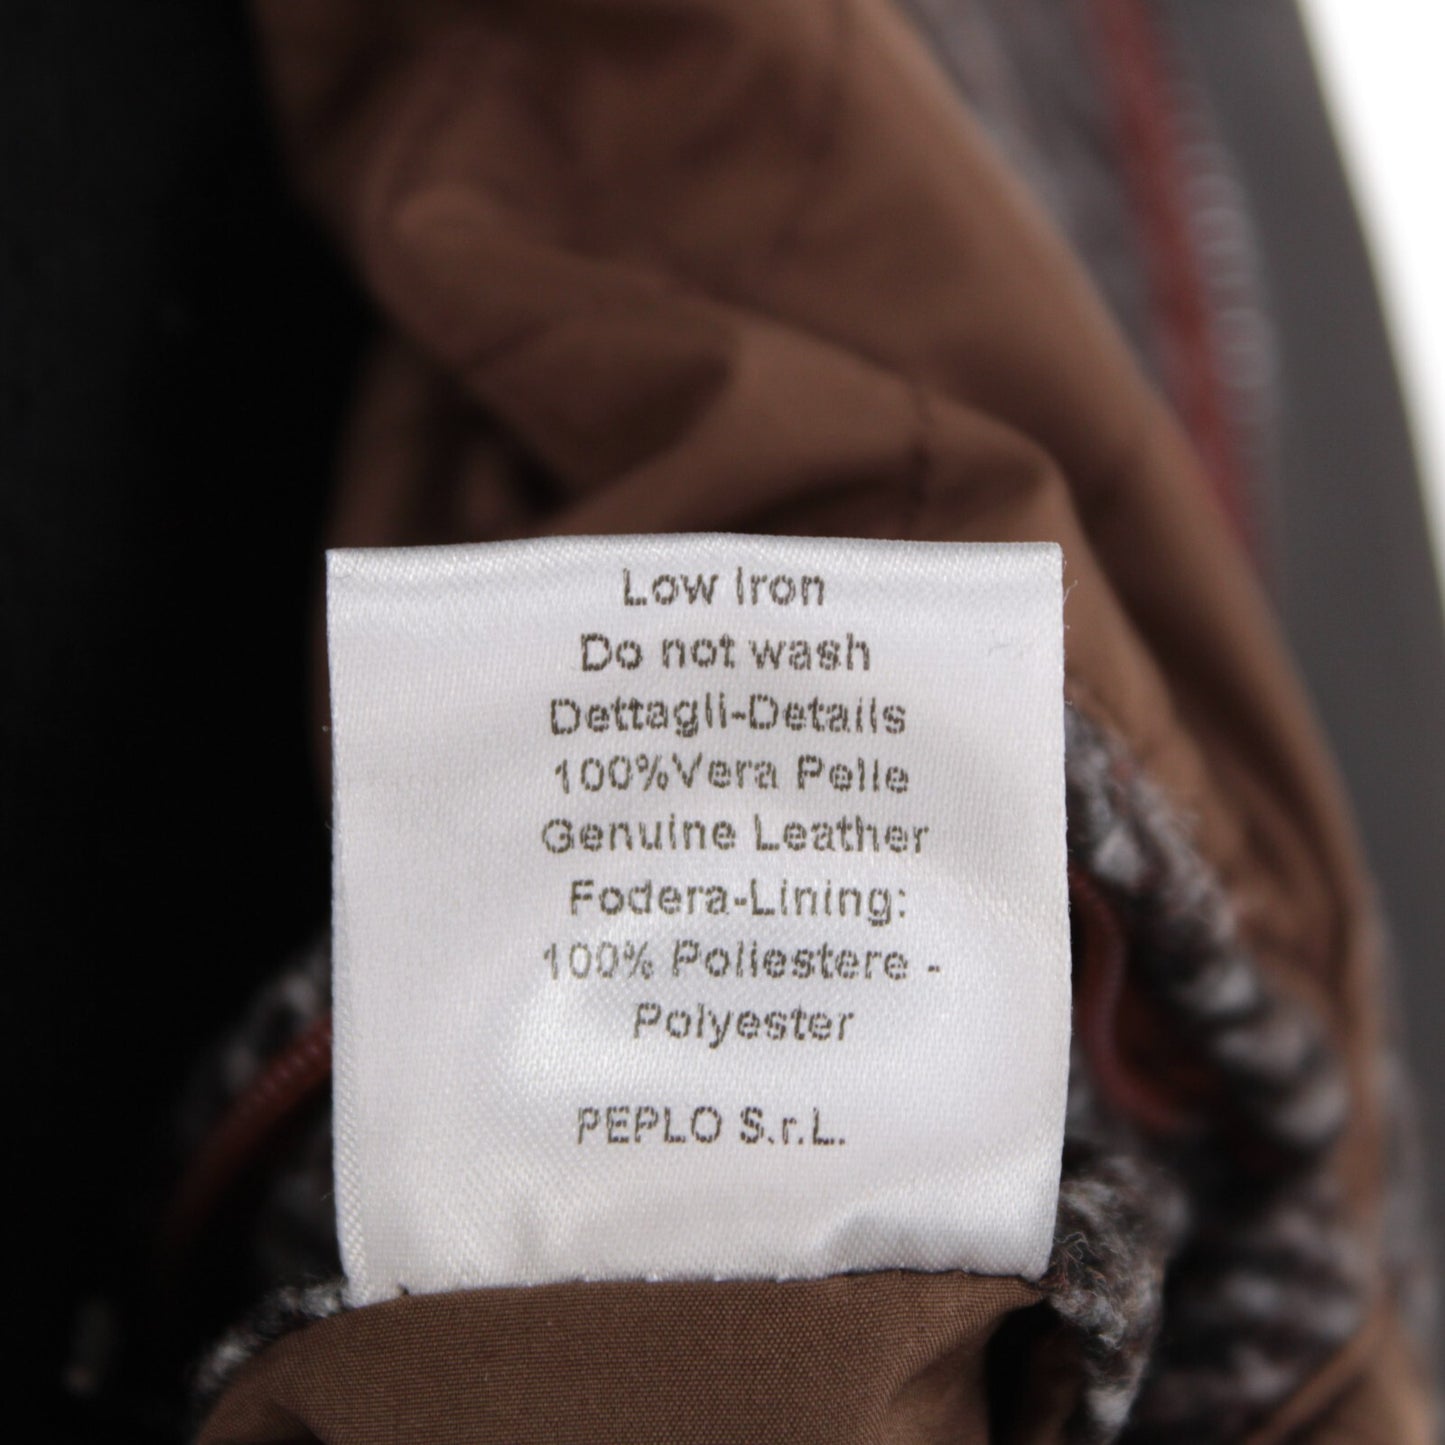 Low Iron
Do not wash
Dettagli-Details
100%Vera Pelle
Genuine Leather
Fodera-Lining:
100% Poliestere -
Polyester
PEPLO S.r.L.